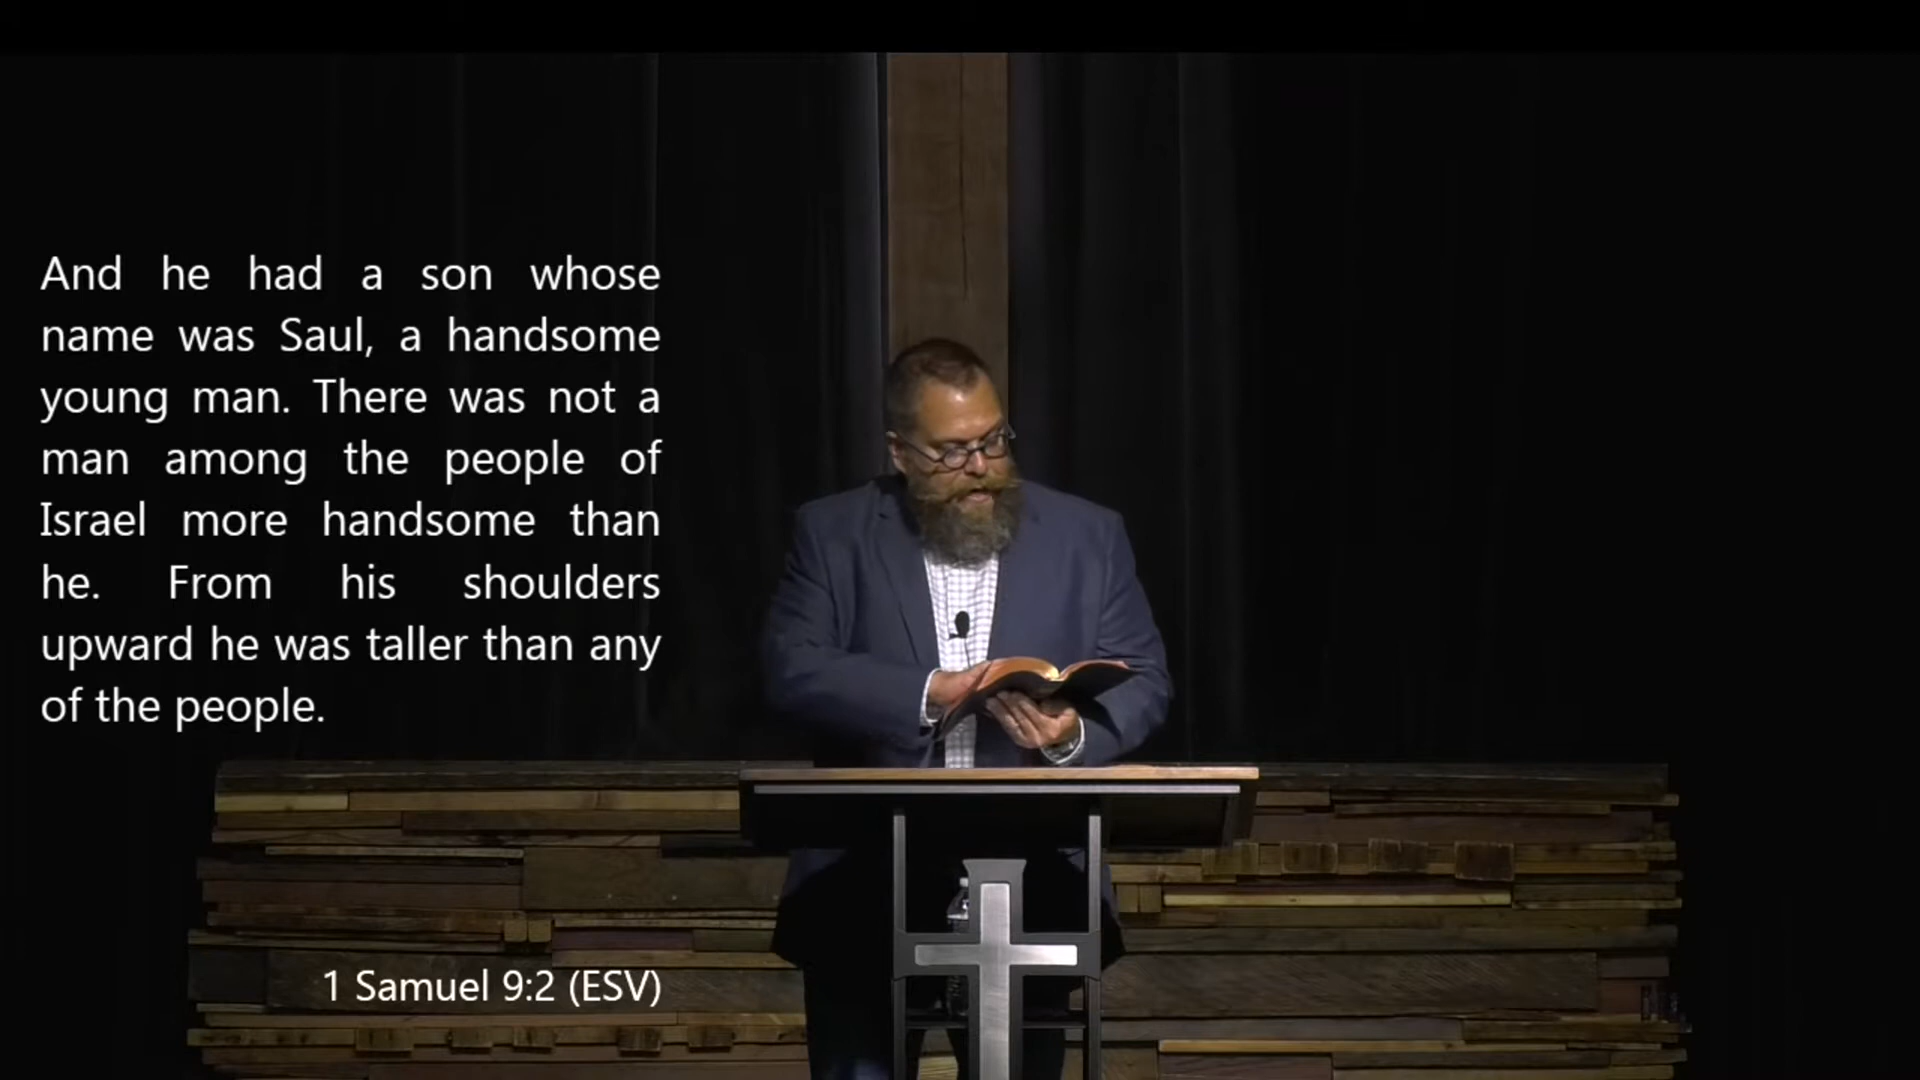 And he had a son whose
name was Saul, a handsome
young man. There was not a
man among the people of
Israel more handsome than
he. From his shoulders
upward he was taller than any
of the people.
1 Samuel 9:2 (ESV)